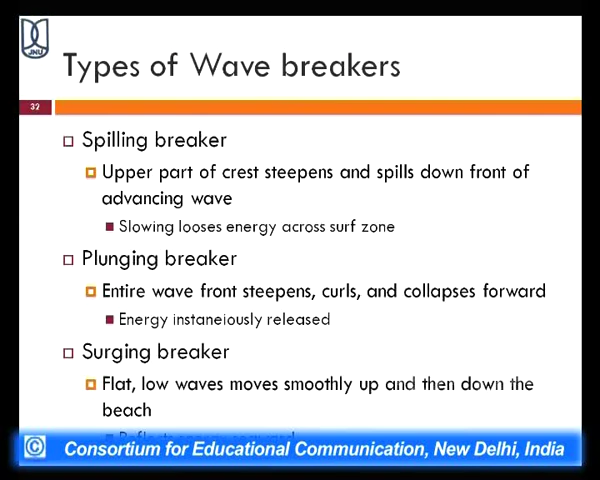 JNU
Types of Wave breakers
32
Spilling breaker
Upper part of crest steepens and spills down front of
advancing wave
Slowing looses energy across surf zone
Plunging breaker
Entire wave front steepens, curls, and collapses forward
Energy instaneiously released
Surging breaker
Flat, low waves moves smoothly up and then down the
beach
© Consortium for Educational Communication, New Delhi, India